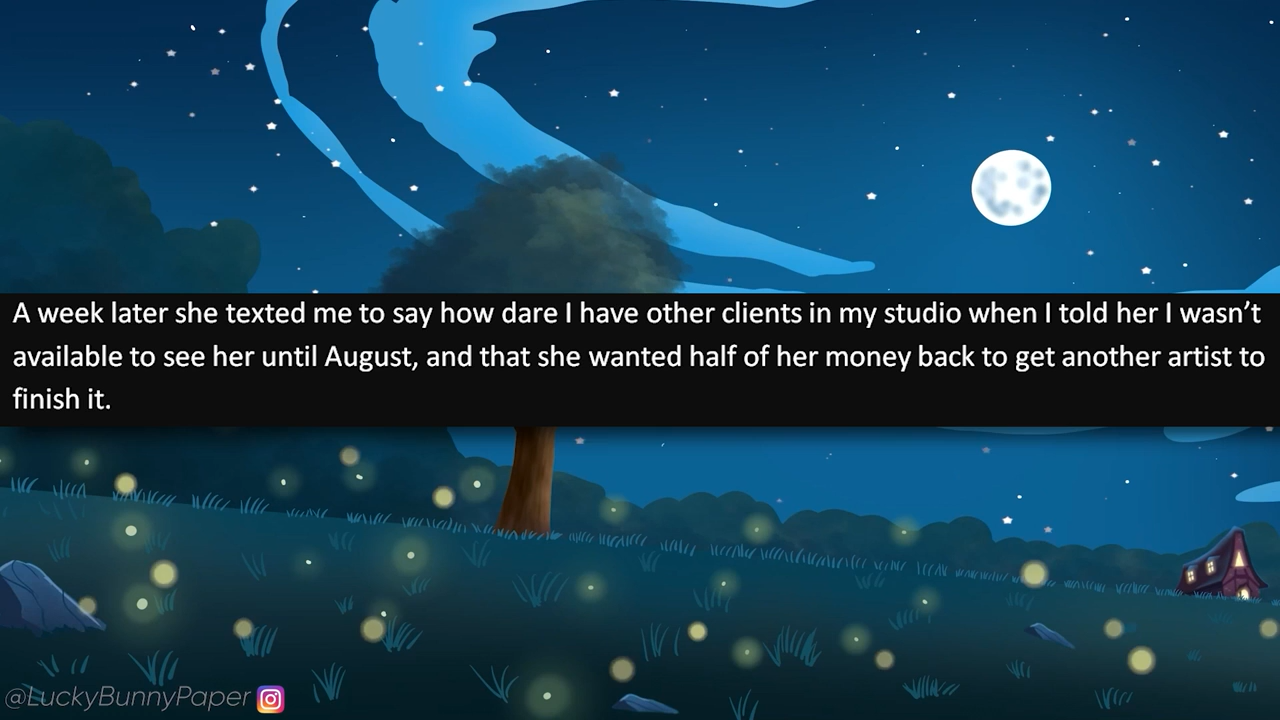 A week later she texted me to say how dare I have other clients in my studio when I told her I wasn’t
available to see her until August, and that she wanted half of her money back to get another artist to
finish it.
@LuckyBunnyPaper